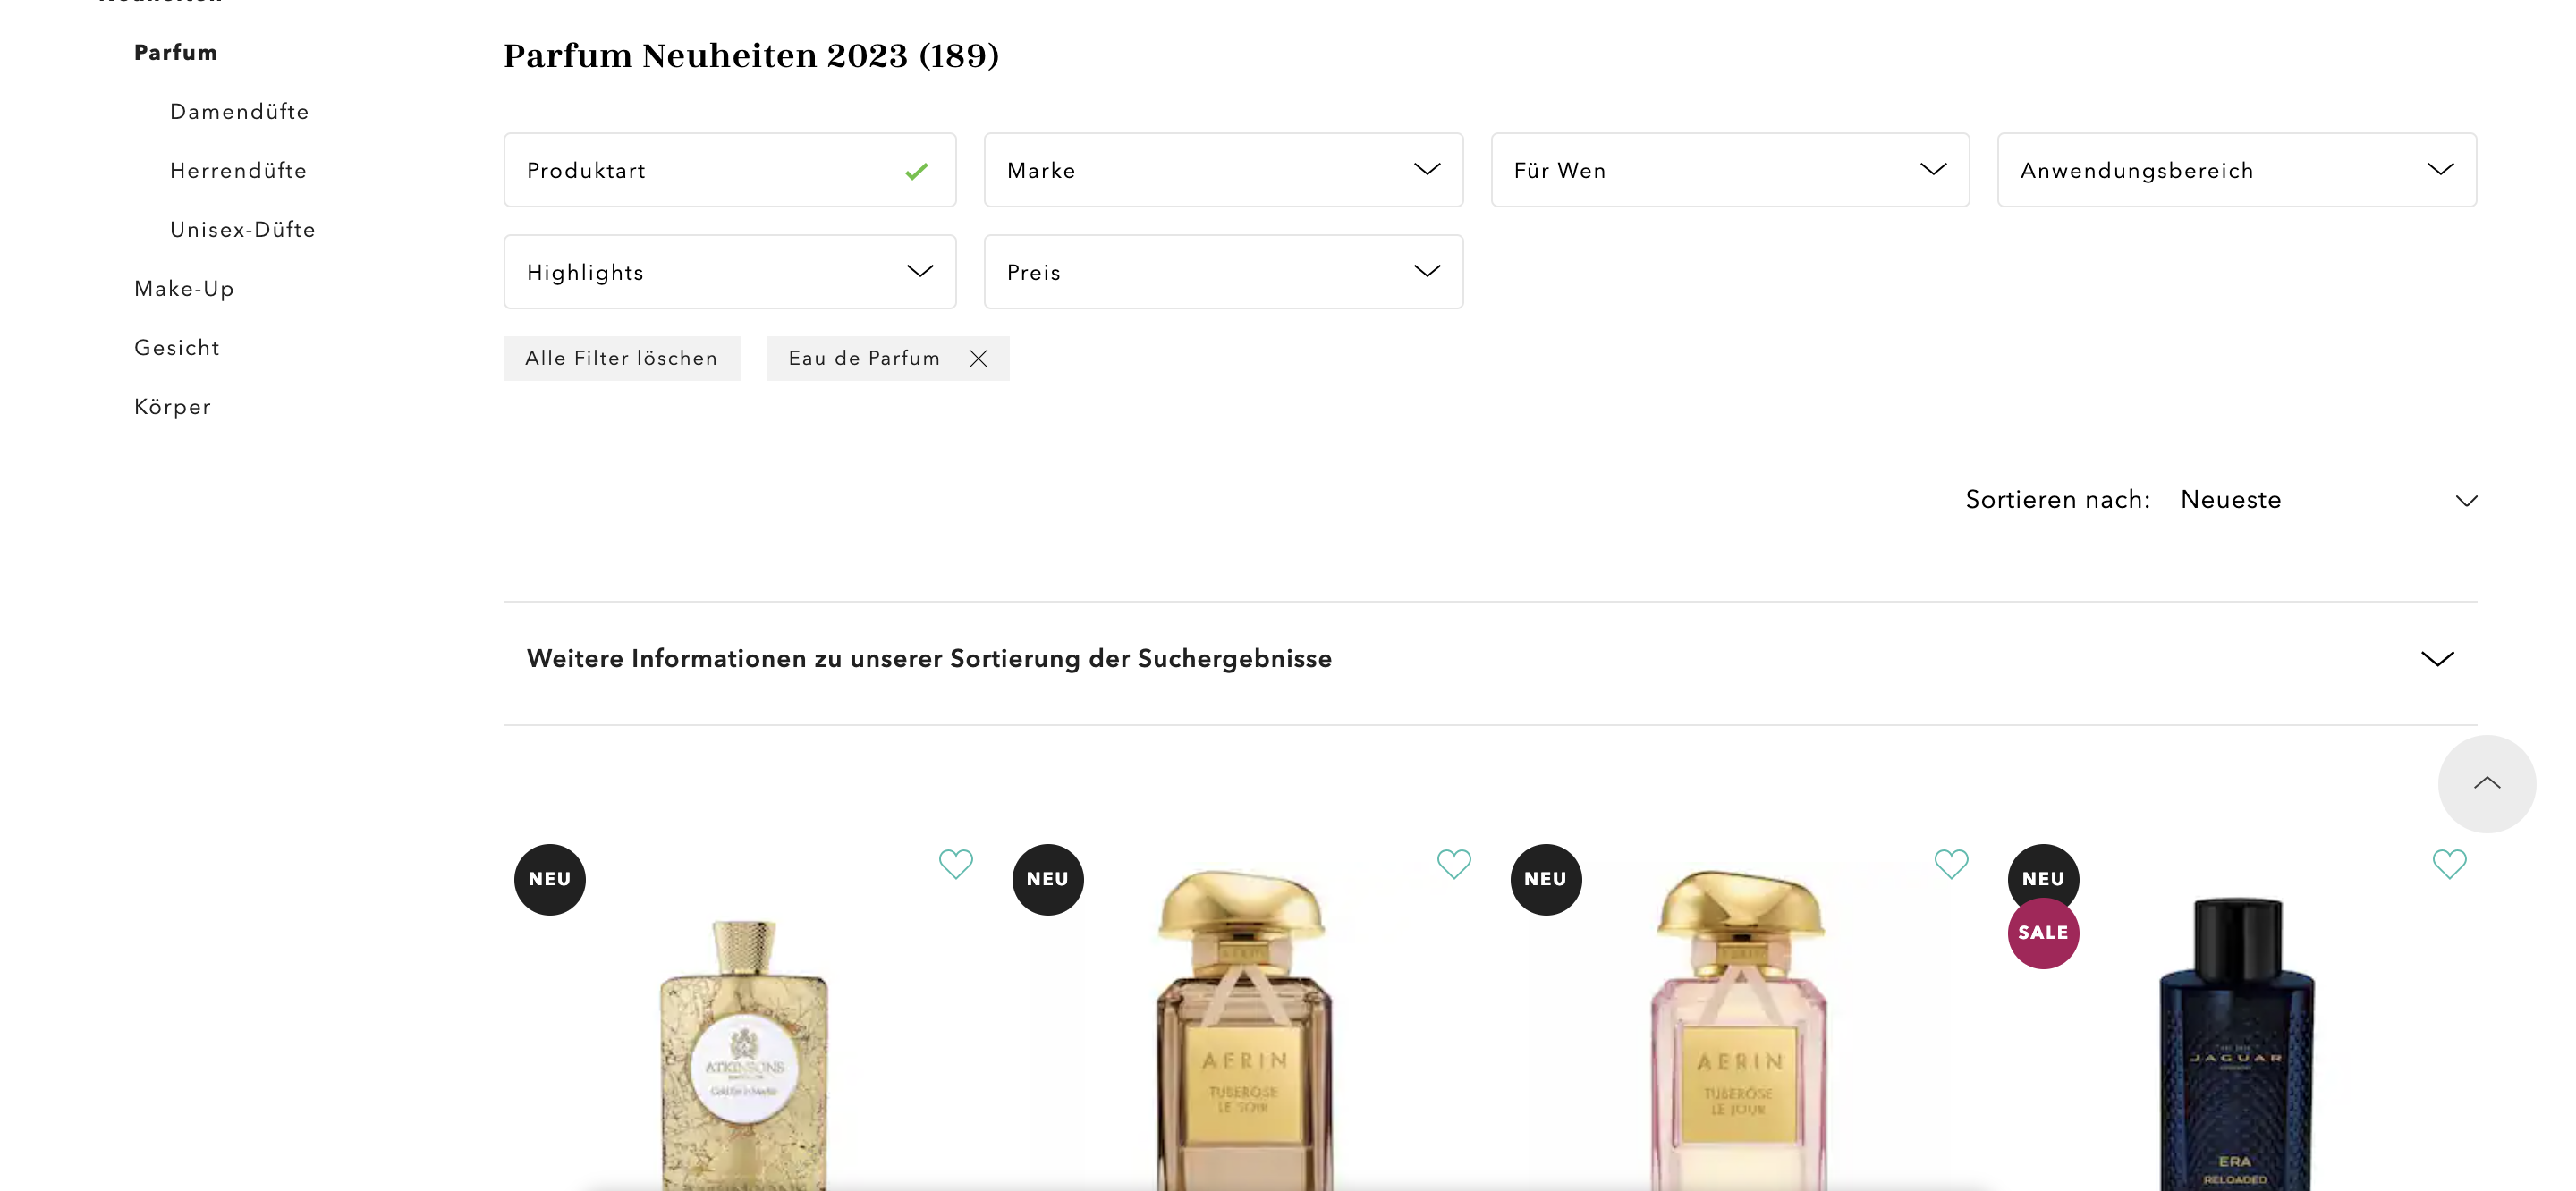 Parfum
Damendüfte
Herrendüfte
Unisex-Düfte
Make-Up
Gesicht
Körper
Parfum Neuheiten 2023 (189)
Produktart
Marke
Für Wen
Anwendungsbereich
Highlights
Preis
Alle Filter löschen
Eau de Parfum
Sortieren nach: Neueste
Weitere Informationen zu unserer Sortierung der Suchergebnisse
NEU
NEU
NEU
NEU
SALE
ATKINSONS
AERIN
TUBEROSE
LE SOIR
AERIN
TUBEROSE
LE JOUR
JAGUAR
ERA
RELOADED